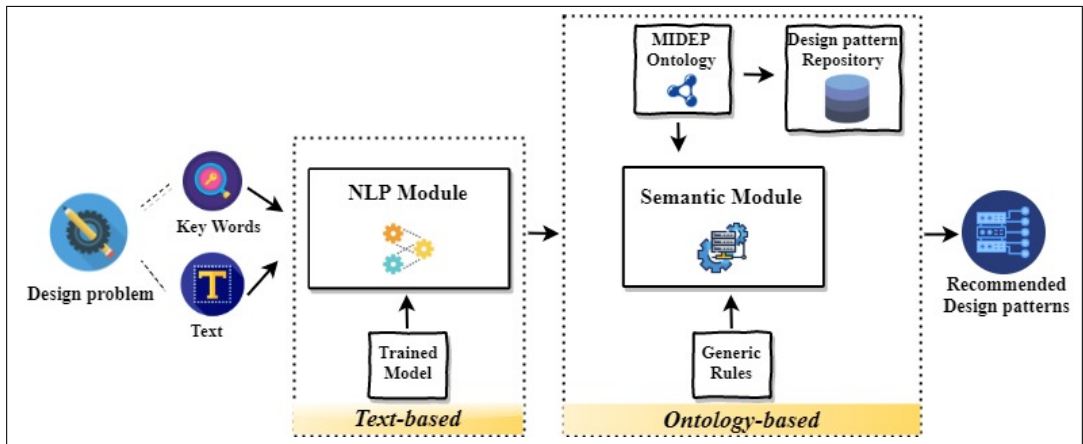 Design problem
Key Words
T
Text
NLP Module
Trained
Model
Text-based
MIDEP
Ontology
Design pattern
Repository
Semantic Module
Generic
Rules
Ontology-based
Recommended
Design patterns